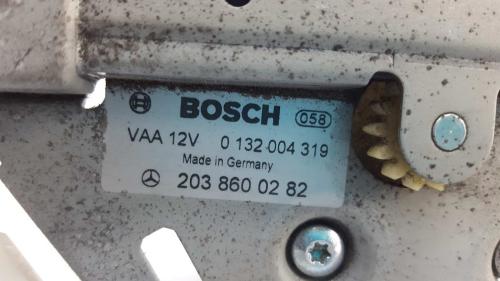 BOSCH 058
VAA 12V 0 132 004 319
Made in Germany
203 860 02 82